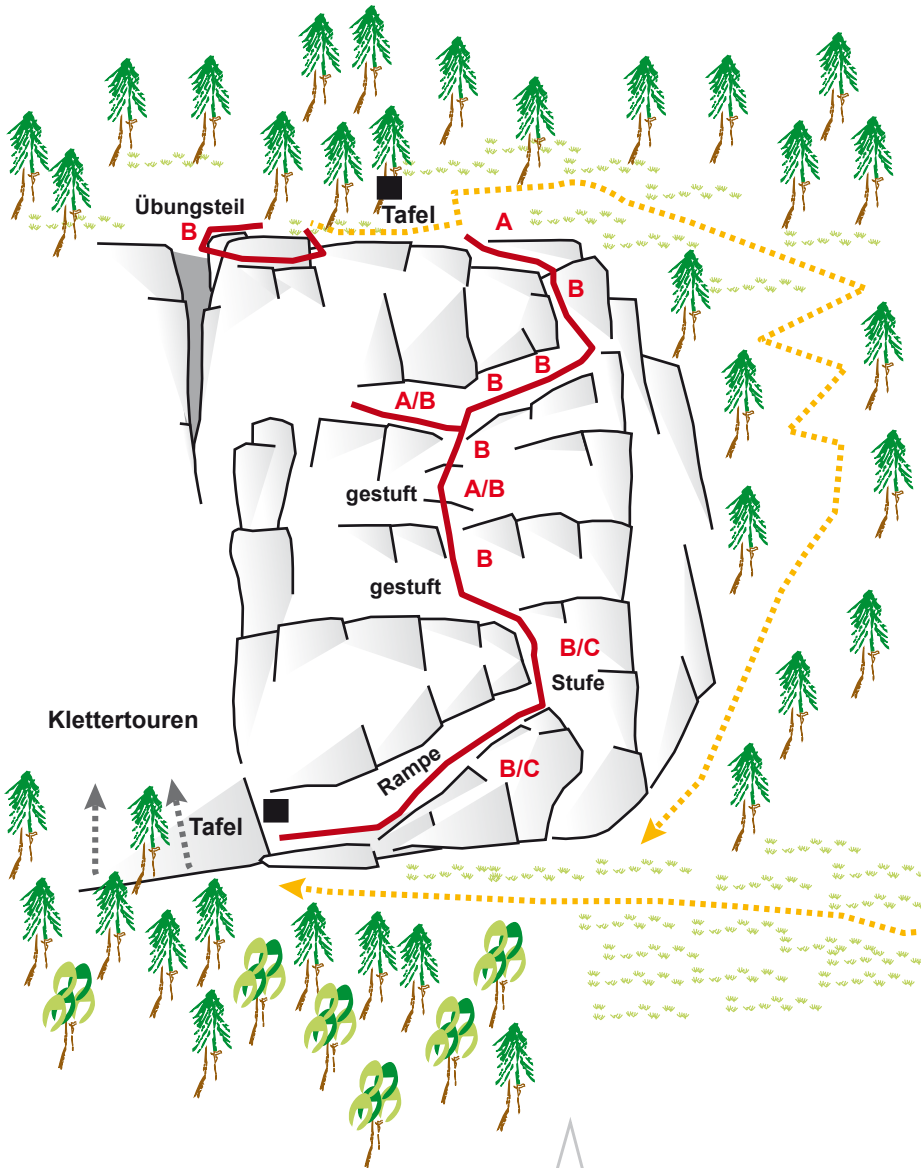 Übungsteil
B
Tafel
A
B
B
B
A/B
B
gestuft
A/B
B
gestuft
B/C
Stufe
Klettertouren
Rampe
B/C
Tafel